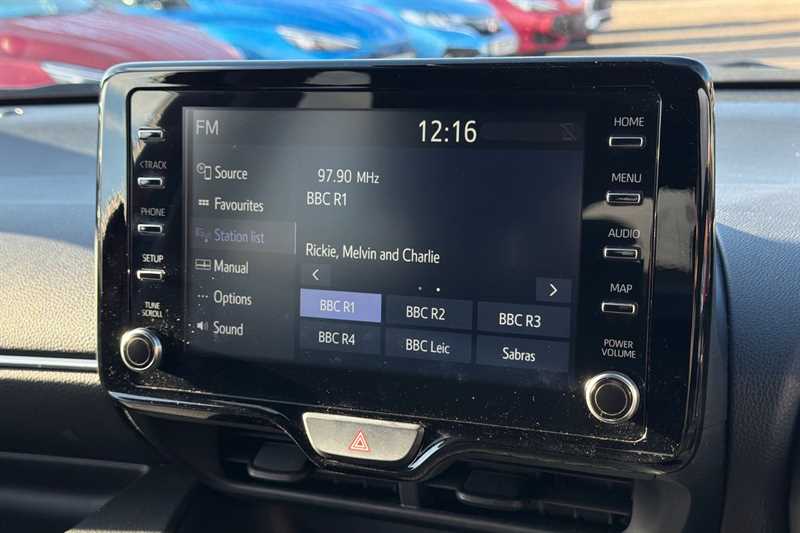 FM
12:16
Source
Favourites
Station list
Manual
Options
Sound
97.90 MHz
BBC R1
Rickie, Melvin and Charlie
<
>
BBC R1
BBC R2
BBC R3
BBC R4
BBC Leic
Sabras
<TRACK
PHONE
SETUP
TUNE
SCROLL
HOME
MENU
AUDIO
MAP
POWER
VOLUME